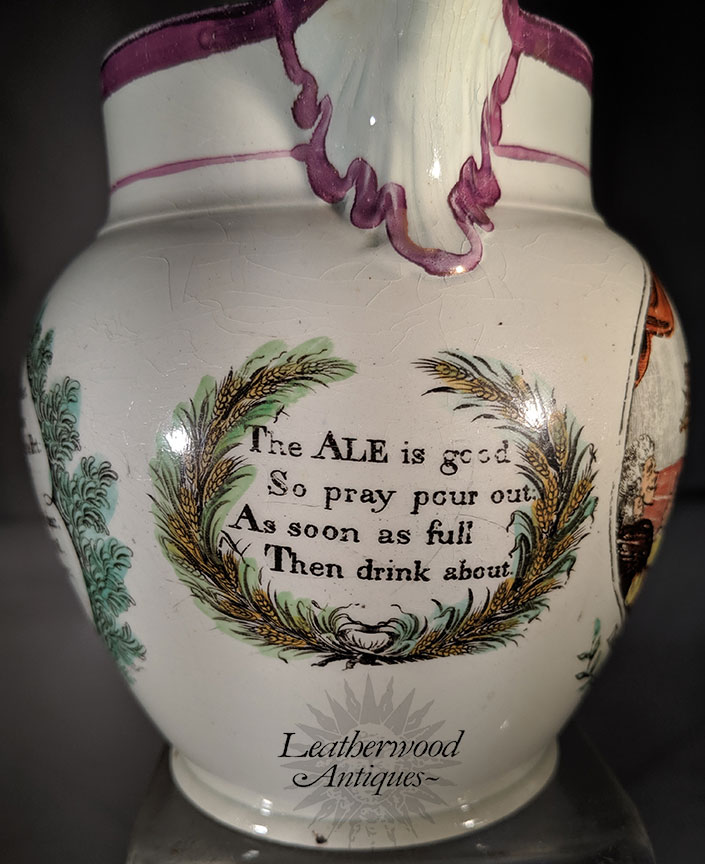 The ALE is good
So pray pour out.
As soon as full
Then drink about.
Leatherwood
Antiques~